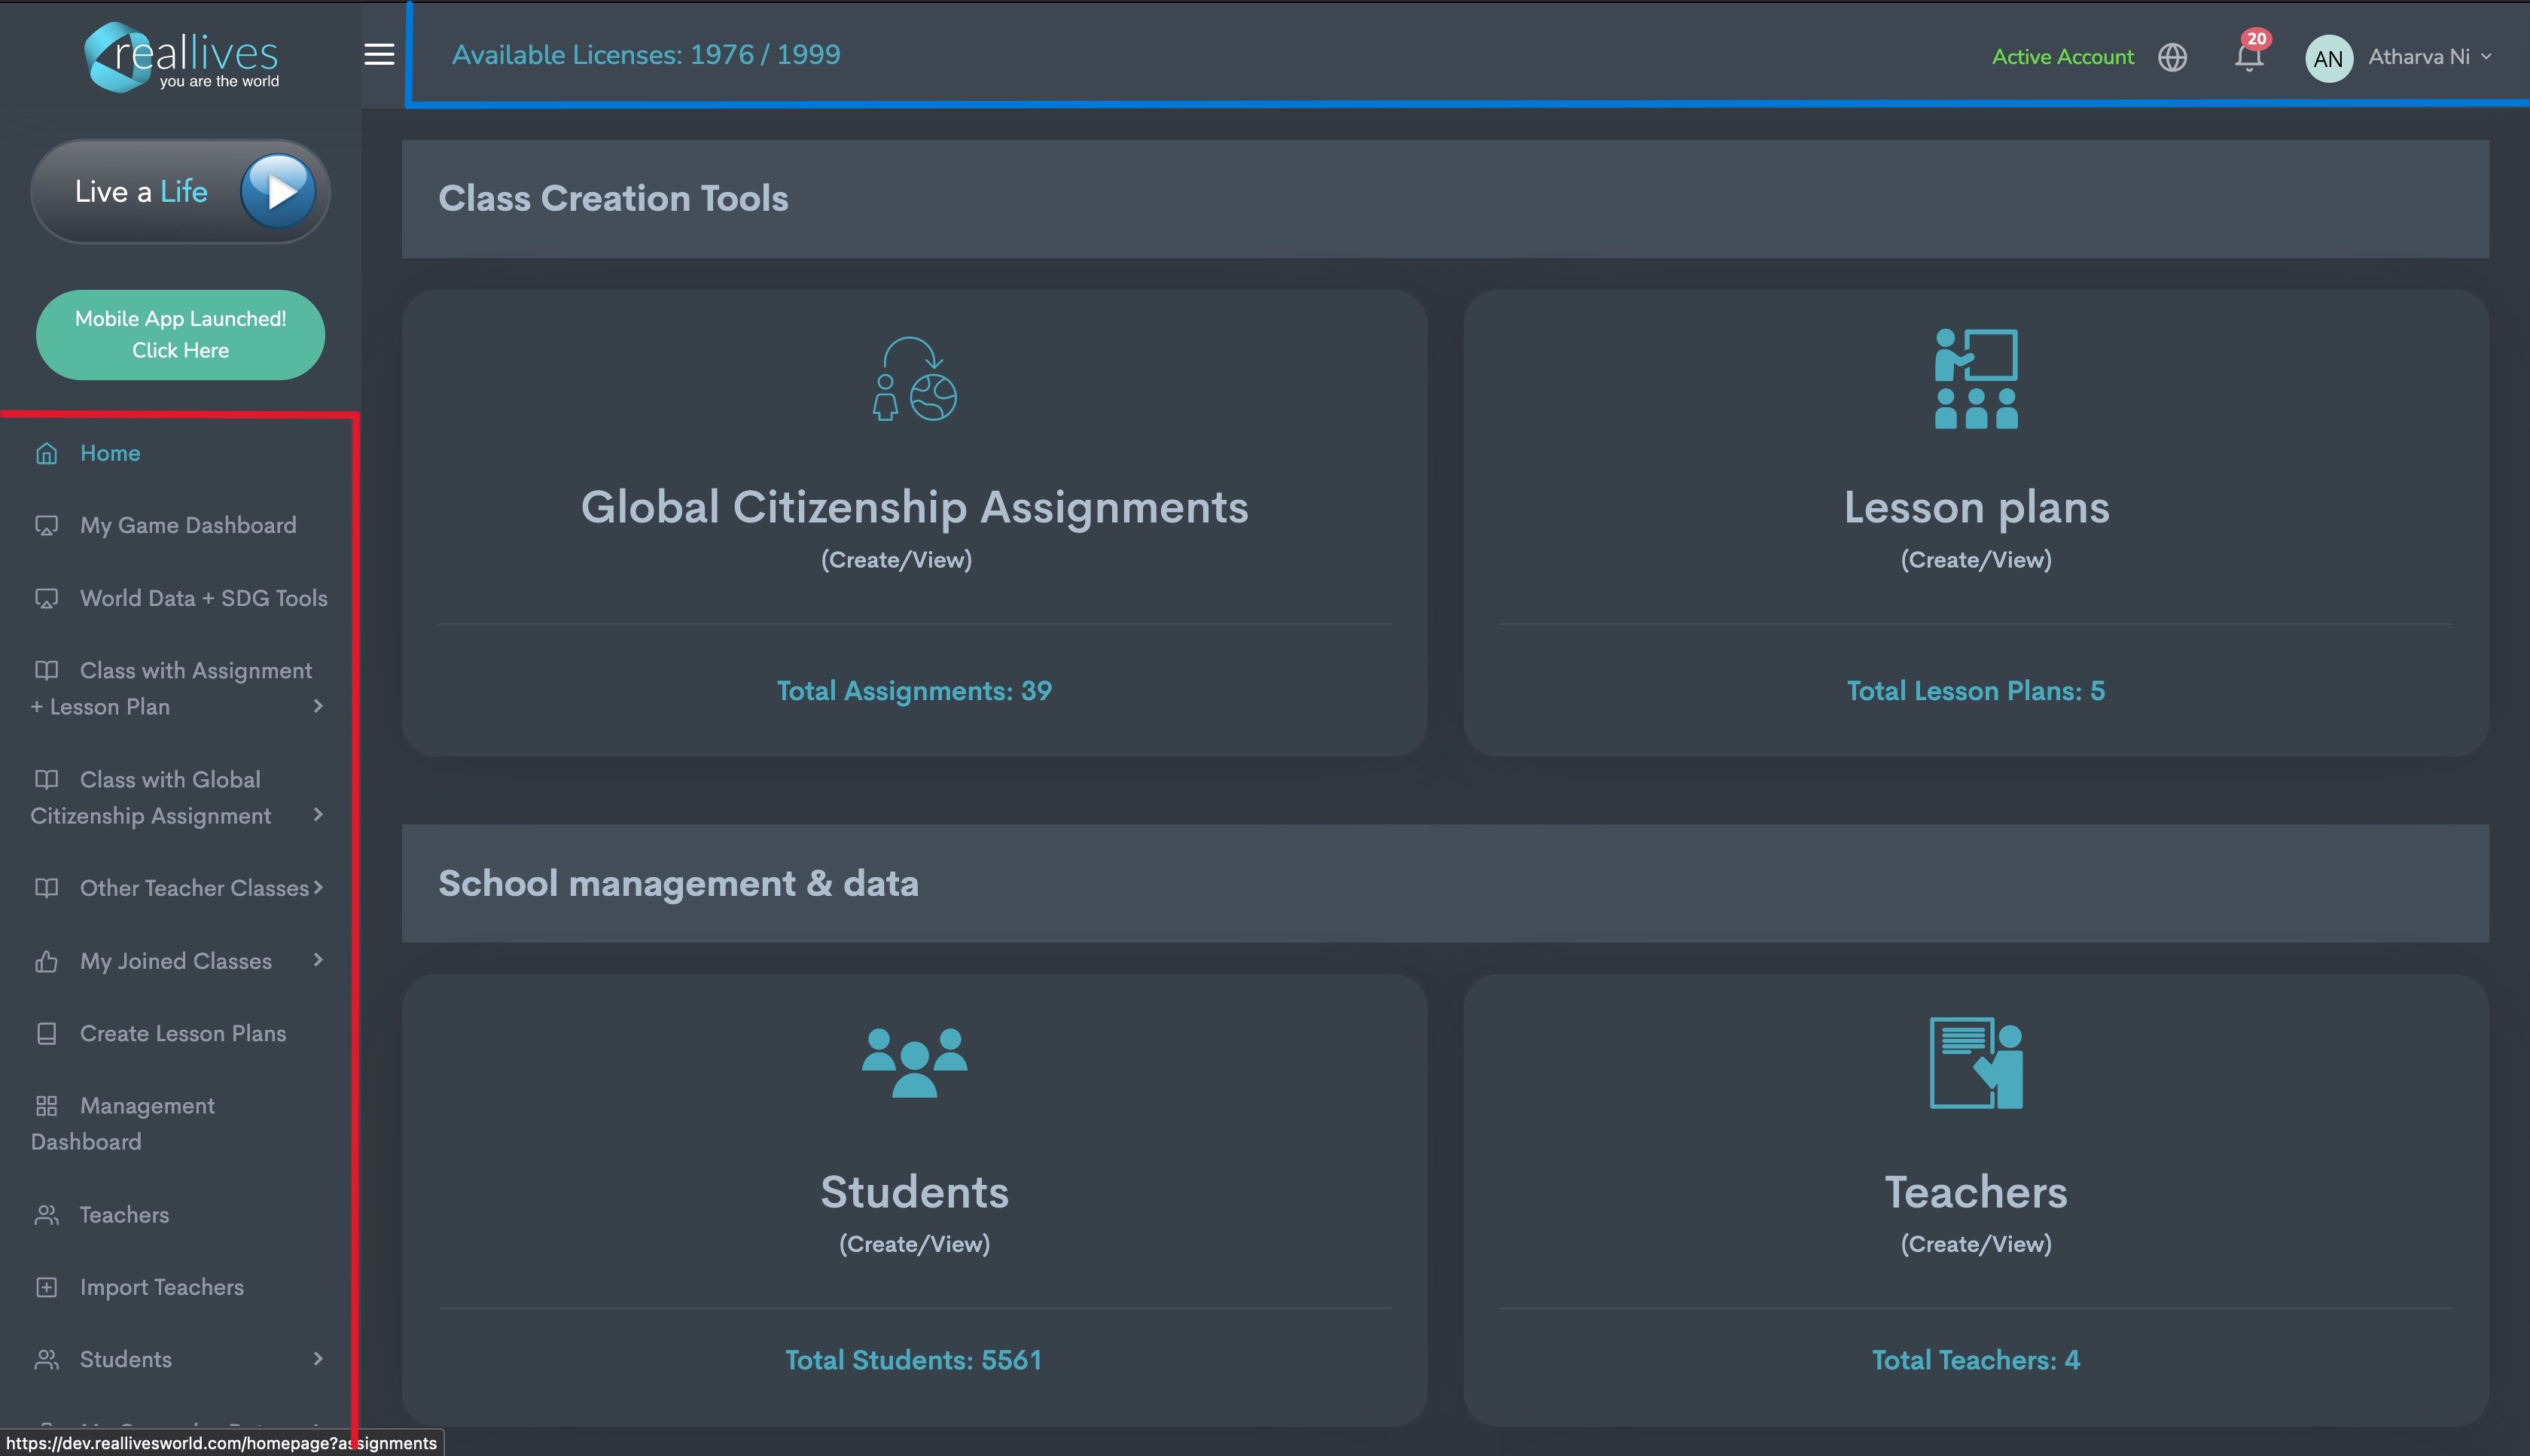 reallives
you are the world
Available Licenses: 1976 / 1999
Active Account
20
AN
Atharva Ni
Live a Life
Mobile App Launched!
Click Here
Home
My Game Dashboard
World Data + SDG Tools
Class with Assignment
+ Lesson Plan
Class with Global
Citizenship Assignment
Other Teacher Classes
My Joined Classes
Create Lesson Plans
Management
Dashboard
Teachers
Import Teachers
Students
https://dev.reallivesworld.com/homepage?assignments
Class Creation Tools
Global Citizenship Assignments
(Create/View)
Total Assignments: 39
Lesson plans
(Create/View)
Total Lesson Plans: 5
School management & data
Students
(Create/View)
Total Students: 5561
Teachers
(Create/View)
Total Teachers: 4